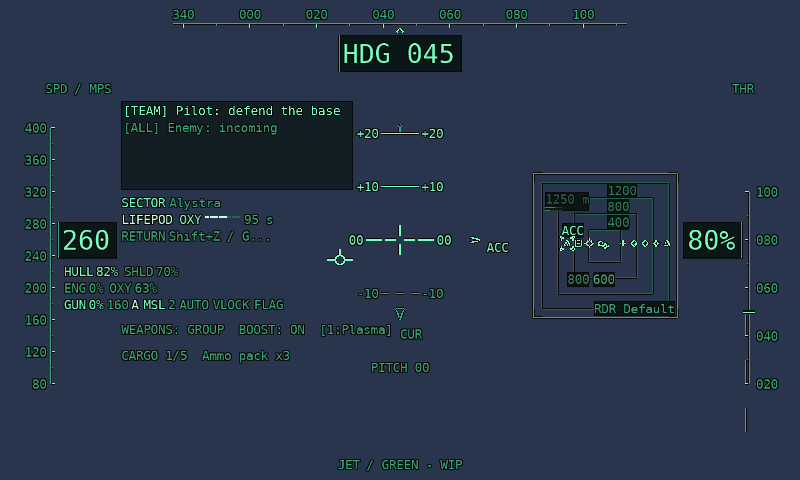 340 000 020 040 060 080 100
HDG 045
SPD / MPS
THR
[TEAM] Pilot: defend the base
[ALL] Enemy: incoming
400
360
320
280
240
200
160
120
80
260
+20 +20
+10 +10
00 00
-10 -10
ACC
CUR
PITCH 00
SECTOR Alystra
LIFEPOD OXY 95 s
RETURN Shift+Z / G...
HULL 82% SHLD 70%
ENG 0% OXY 63%
GUN 0% 160 A MSL 2 AUTO VLOCK FLAG
WEAPONS: GROUP BOOST: ON [1:Plasma]
CARGO 1/5 Ammo pack x3
1250 m
1200
800
400
ACC
800 600
RDR Default
80%
100
080
060
040
020
JET / GREEN - WIP